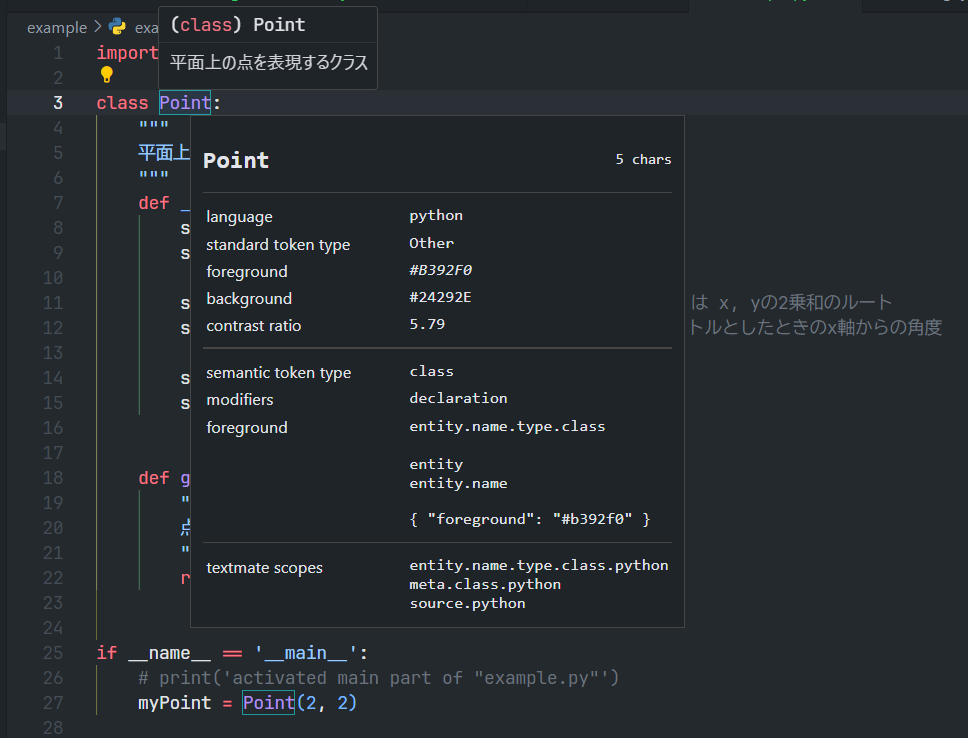 example > exa
(class) Point
平面上の点を表現するクラス
1 import
2
3 class Point:
4 """
5 平面上
6 """
7 def _
8 s
9 s
10
11 s は x, yの2乗和のルート
12 s トルとしたときのx軸からの角度
13
14 s
15 s
16
17
18 def g
19 "
20 点
21 "
22 r
23
24
25 if __name__ == '__main__':
26 # print('activated main part of "example.py"')
27 myPoint = Point(2, 2)
28
Point 5 chars
language python
standard token type Other
foreground #B392F0
background #24292E
contrast ratio 5.79
semantic token type class
modifiers declaration
foreground entity.name.type.class
entity
entity.name
{ "foreground": "#b392f0" }
textmate scopes entity.name.type.class.python
meta.class.python
source.python